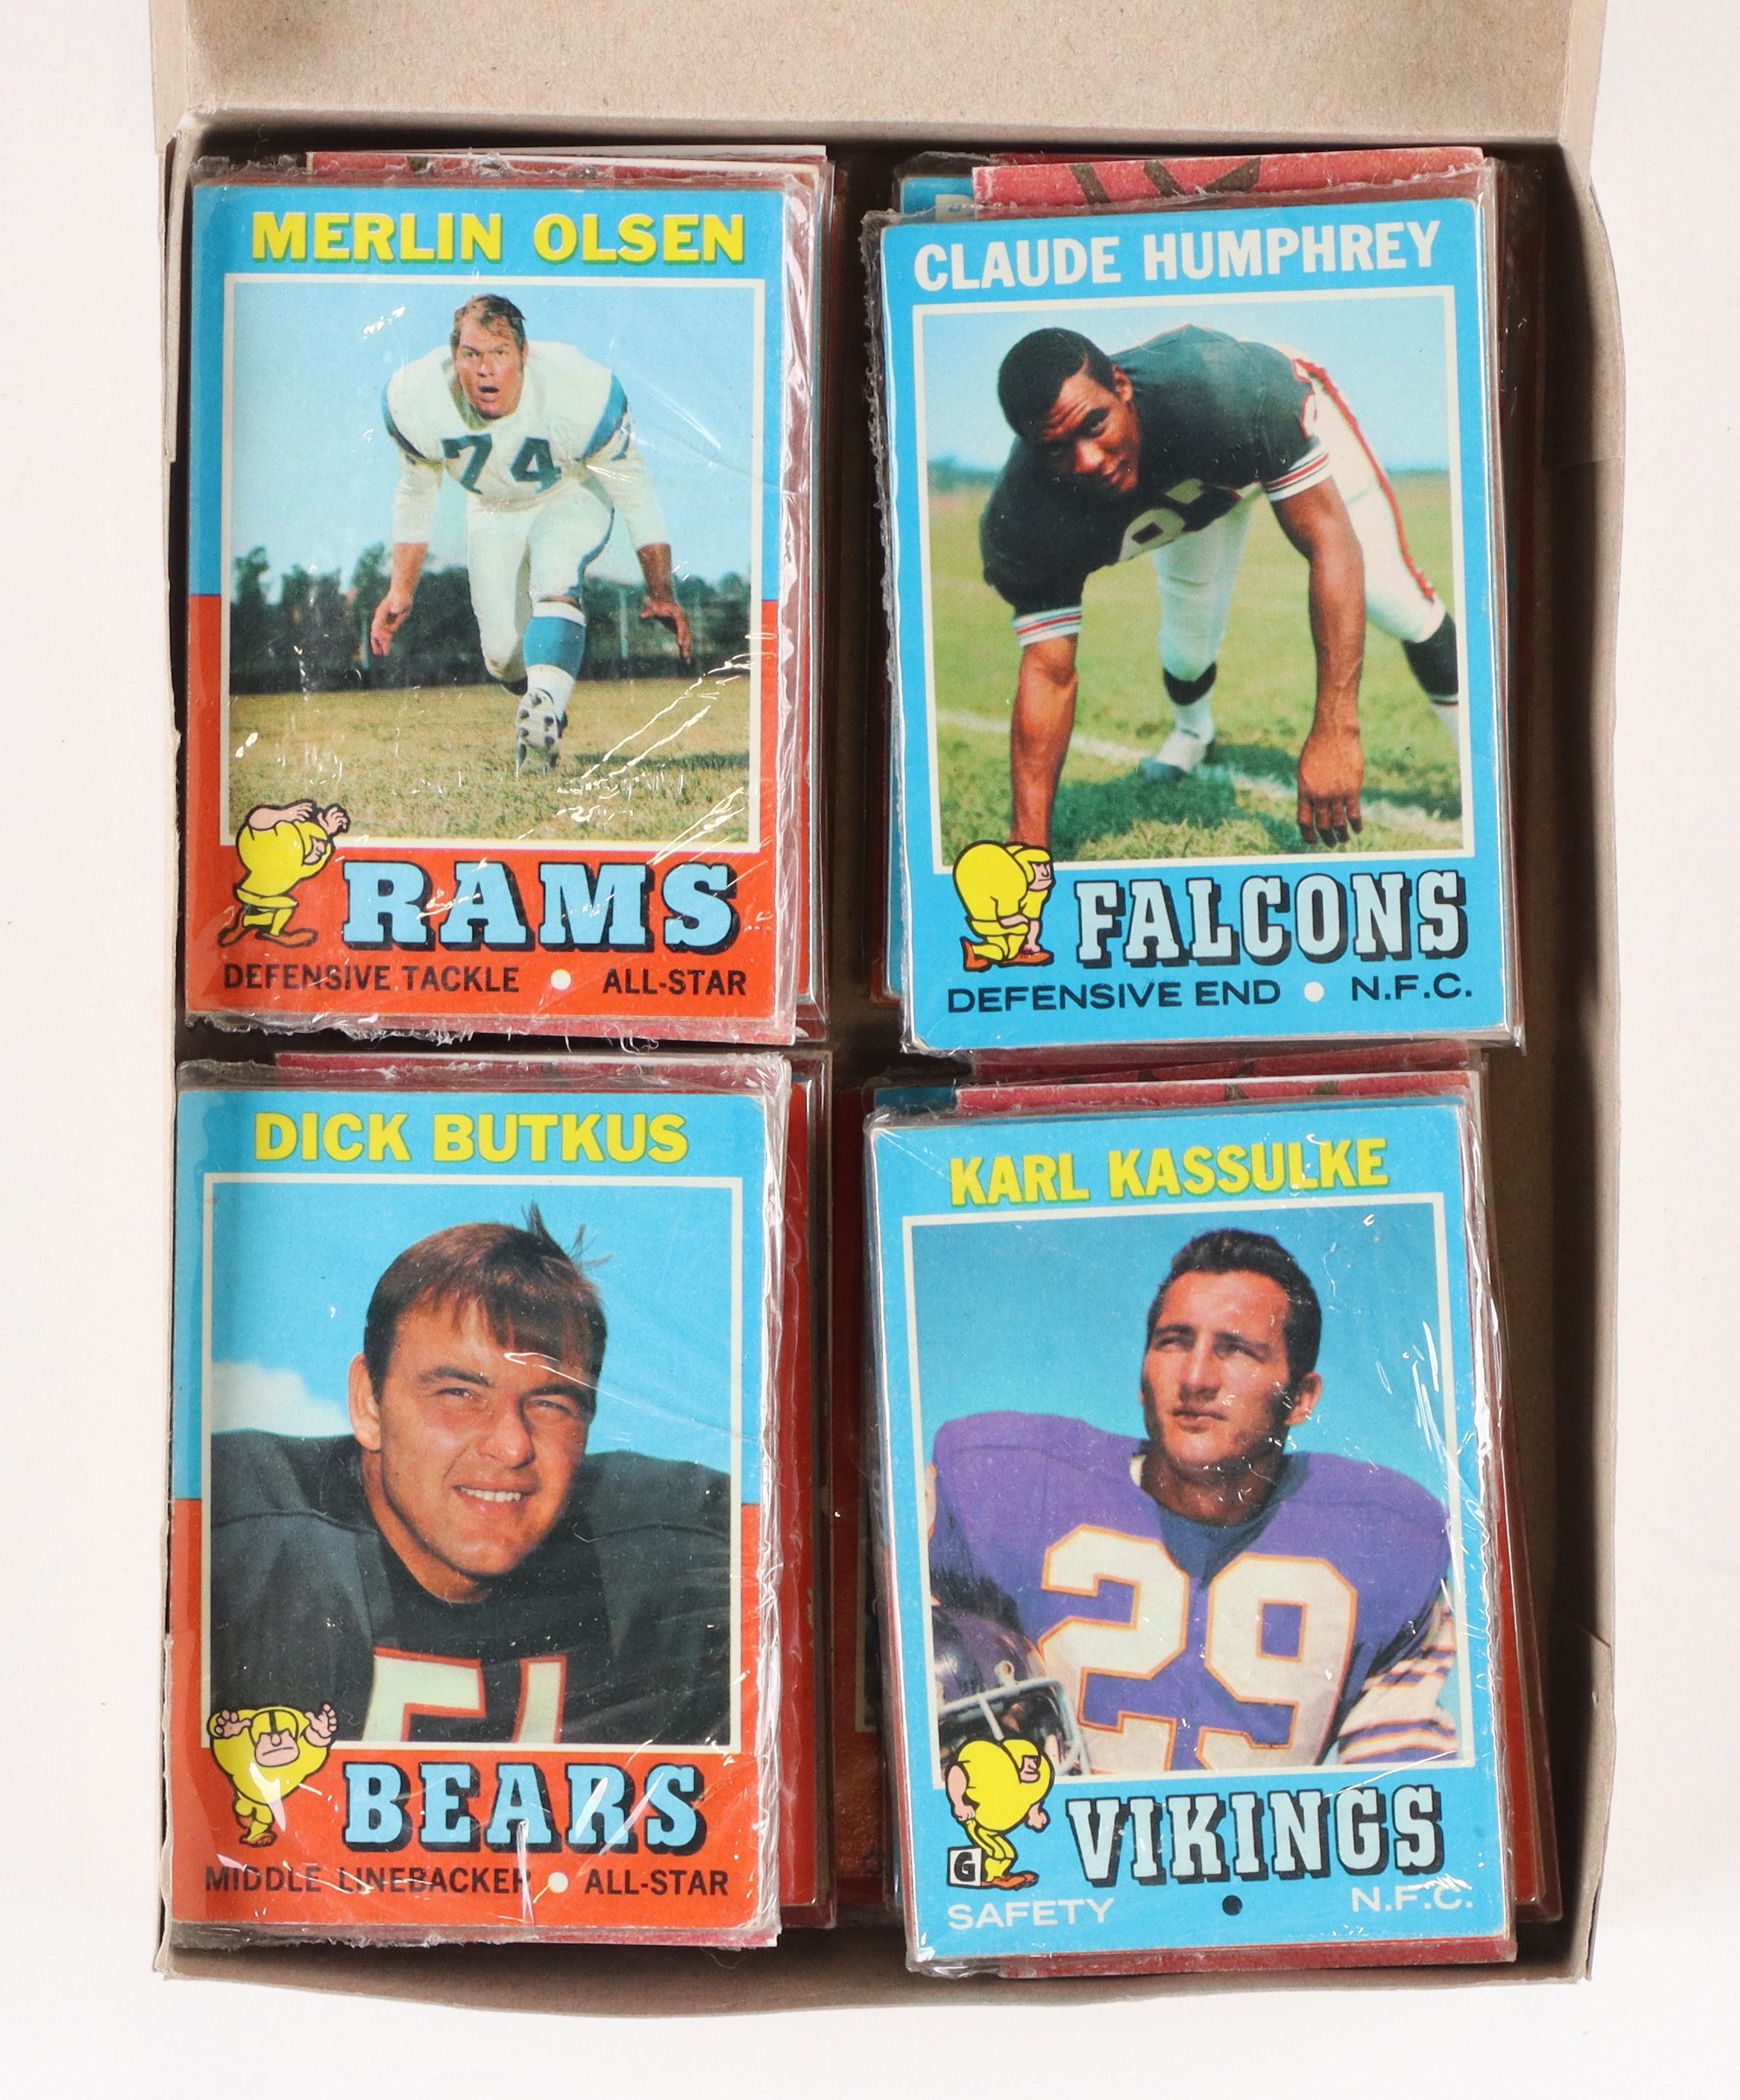 MERLIN OLSEN
74
RAMS
DEFENSIVE TACKLE • ALL-STAR
CLAUDE HUMPHREY
FALCONS
DEFENSIVE END • N.F.C.
DICK BUTKUS
51
BEARS
MIDDLE LINEBACKER • ALL-STAR
KARL KASSULKE
29
G
VIKINGS
SAFETY • N.F.C.